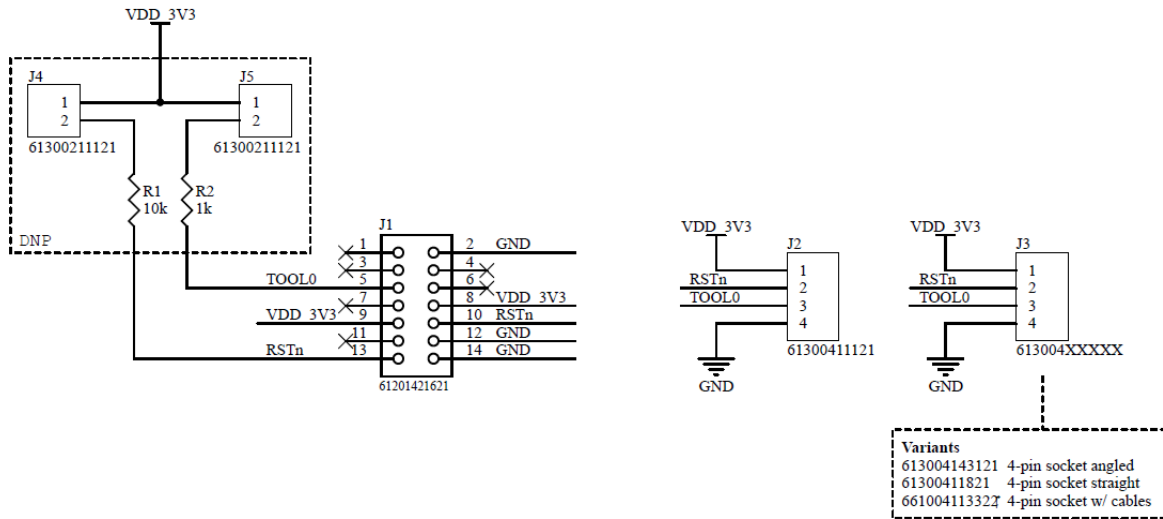 VDD_3V3
J4
J5
1
2
1
2
61300211121
61300211121
R1
10k
R2
1k
DNP
J1
1
2
GND
3
4
TOOL0
5
6
7
8
VDD_3V3
VDD_3V3
9
10
RSTn
11
12
GND
RSTn
13
14
GND
61201421621
VDD_3V3
J2
1
RSTn
2
TOOL0
3
4
61300411121
GND
VDD_3V3
J3
1
RSTn
2
TOOL0
3
4
613004XXXXX
GND
Variants
613004143121 4-pin socket angled
61300411821 4-pin socket straight
4-pin socket w/ cables